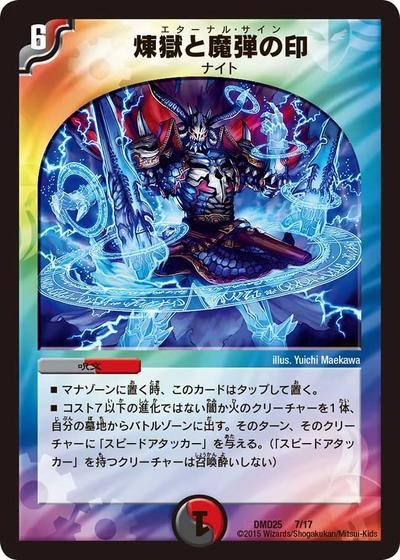 6
エターナル・サイン
煉獄と魔弾の印
ナイト
illus. Yuichi Maekawa
呪文
■ マナゾーンに置く時、このカードはタップして置く。
■ コスト7以下の進化ではない闇か火のクリーチャーを1体、
自分の墓地からバトルゾーンに出す。そのターン、そのクリ
ーチャーに「スピードアタッカー」を与える。(「スピードアタッ
カー」を持つクリーチャーは召喚酔いしない)
DMD25 7/17
©2015 Wizards/Shogakukan/Mitsui-Kids
1